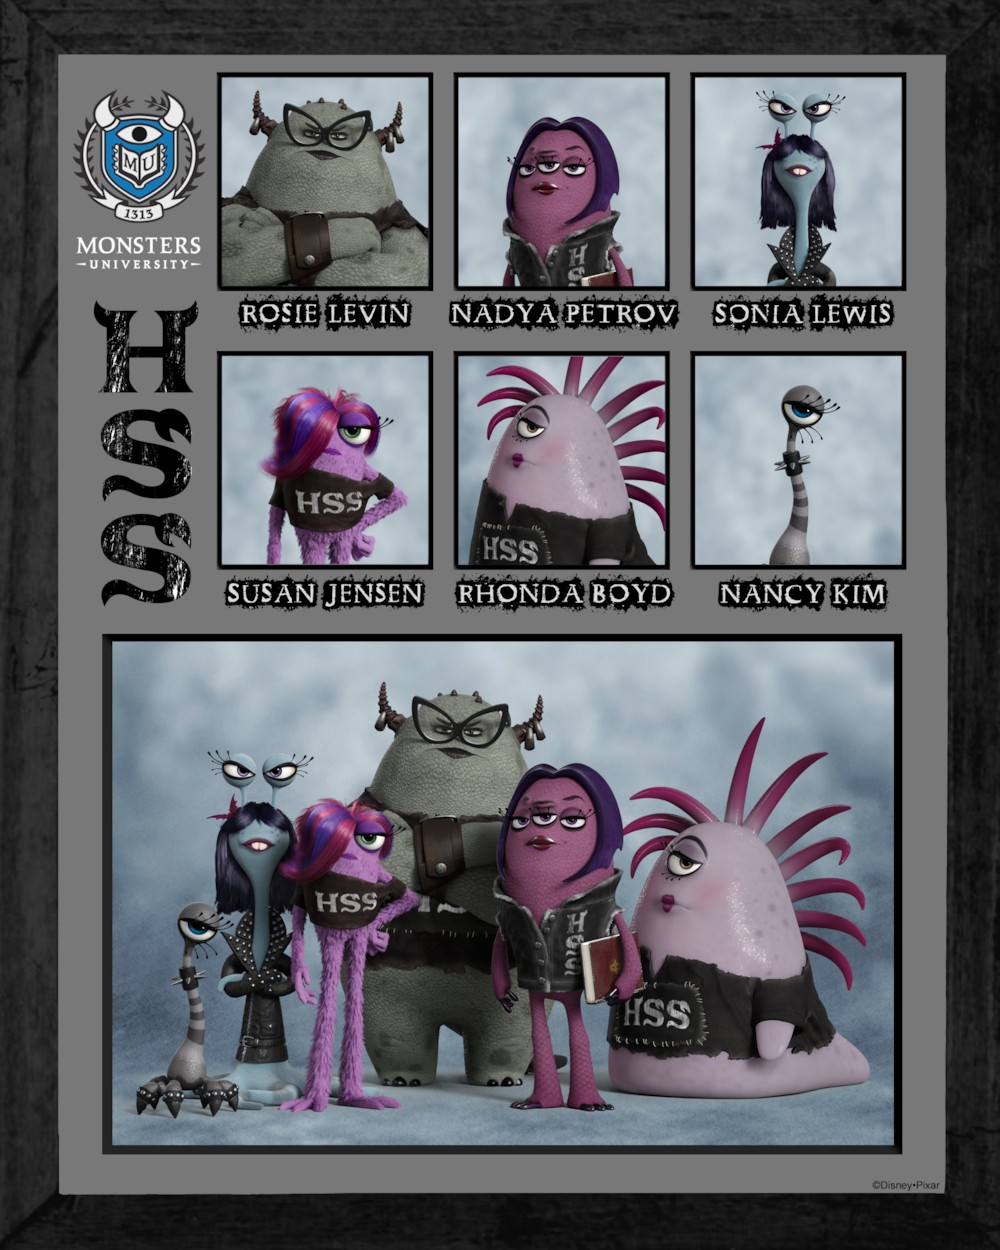 MU
1313
MONSTERS
-UNIVERSITY-
HSS
HSS
ROSIE LEVIN
NADYA PETROV
SONIA LEWIS
HSS
HSS
SUSAN JENSEN
RHONDA BOYD
NANCY KIM
HSS
HSS
HSS
©Disney•Pixar